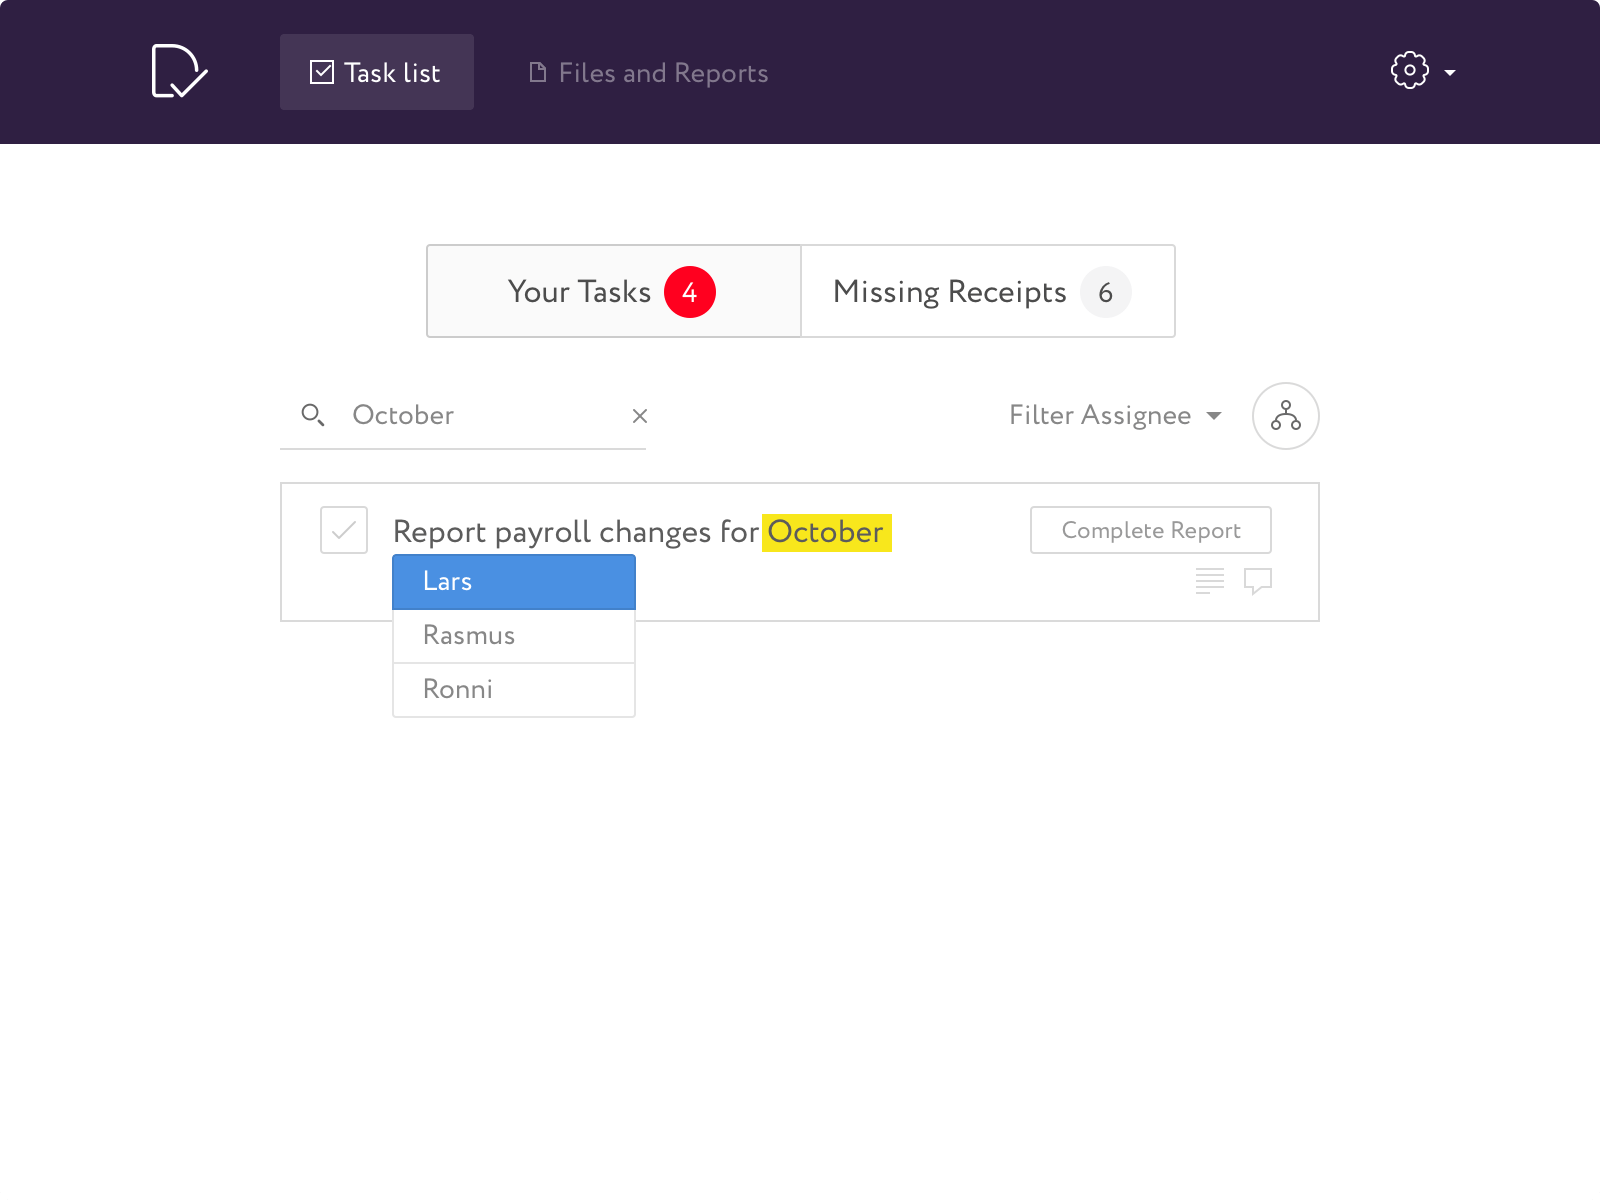 Task list
Files and Reports
Your Tasks 4
Missing Receipts 6
October
Filter Assignee
Report payroll changes for October
Complete Report
Lars
Rasmus
Ronni